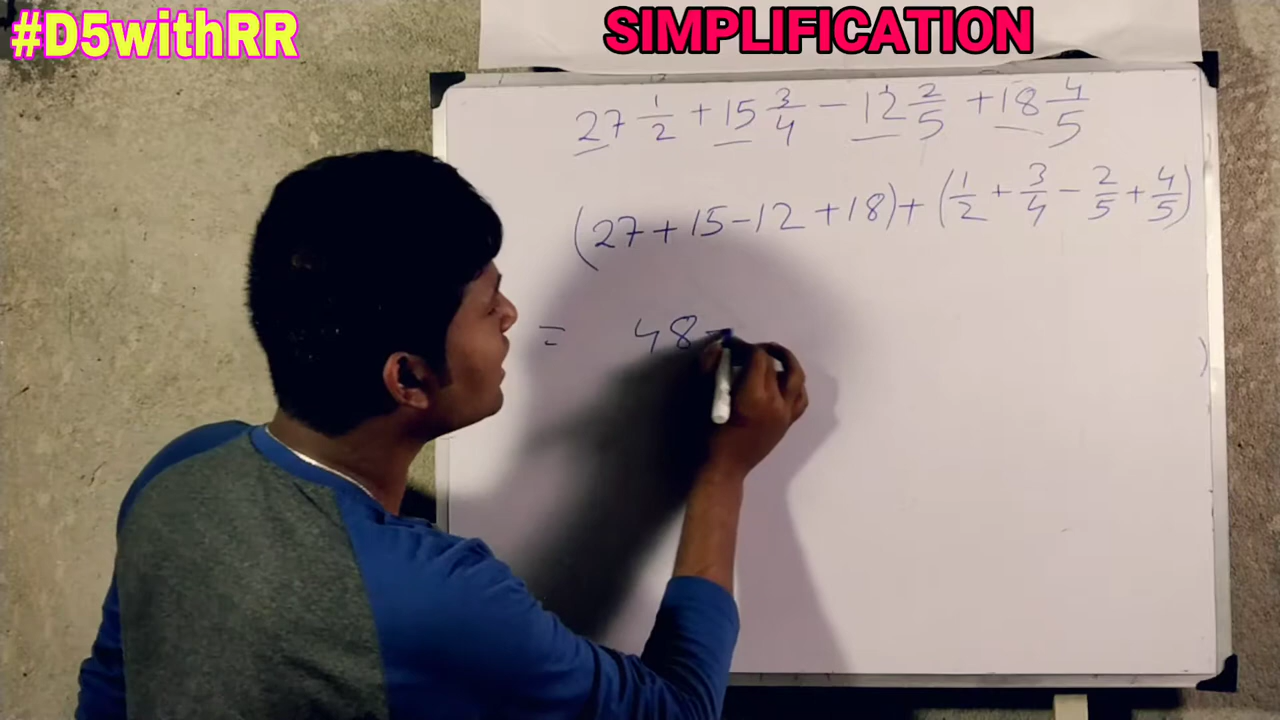 #D5withRR
SIMPLIFICATION
27 1/2 + 15 3/4 - 12 2/5 + 18 4/5
(27 + 15 - 12 + 18) + (1/2 + 3/4 - 2/5 + 4/5)
= 48